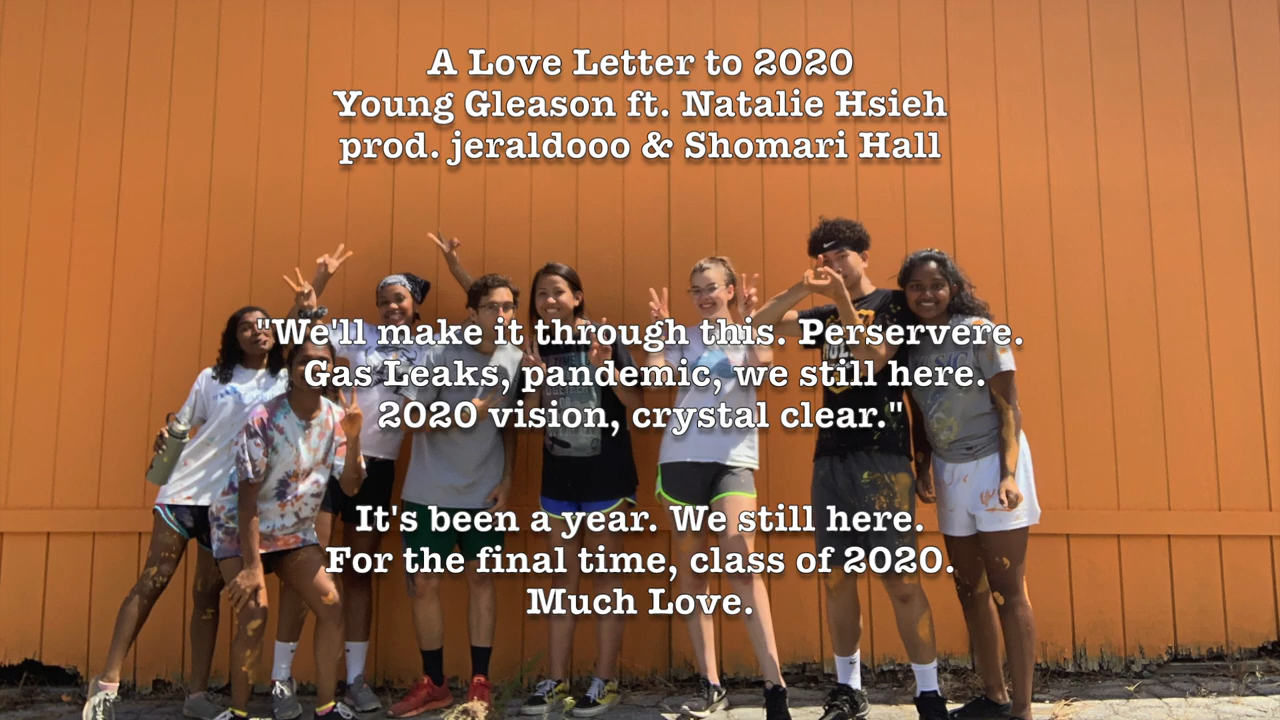 A Love Letter to 2020
Young Gleason ft. Natalie Hsieh
prod. jeraldooo & Shomari Hall
"We'll make it through this. Perservere.
Gas Leaks, pandemic, we still here.
2020 vision, crystal clear."
It's been a year. We still here.
For the final time, class of 2020.
Much Love.